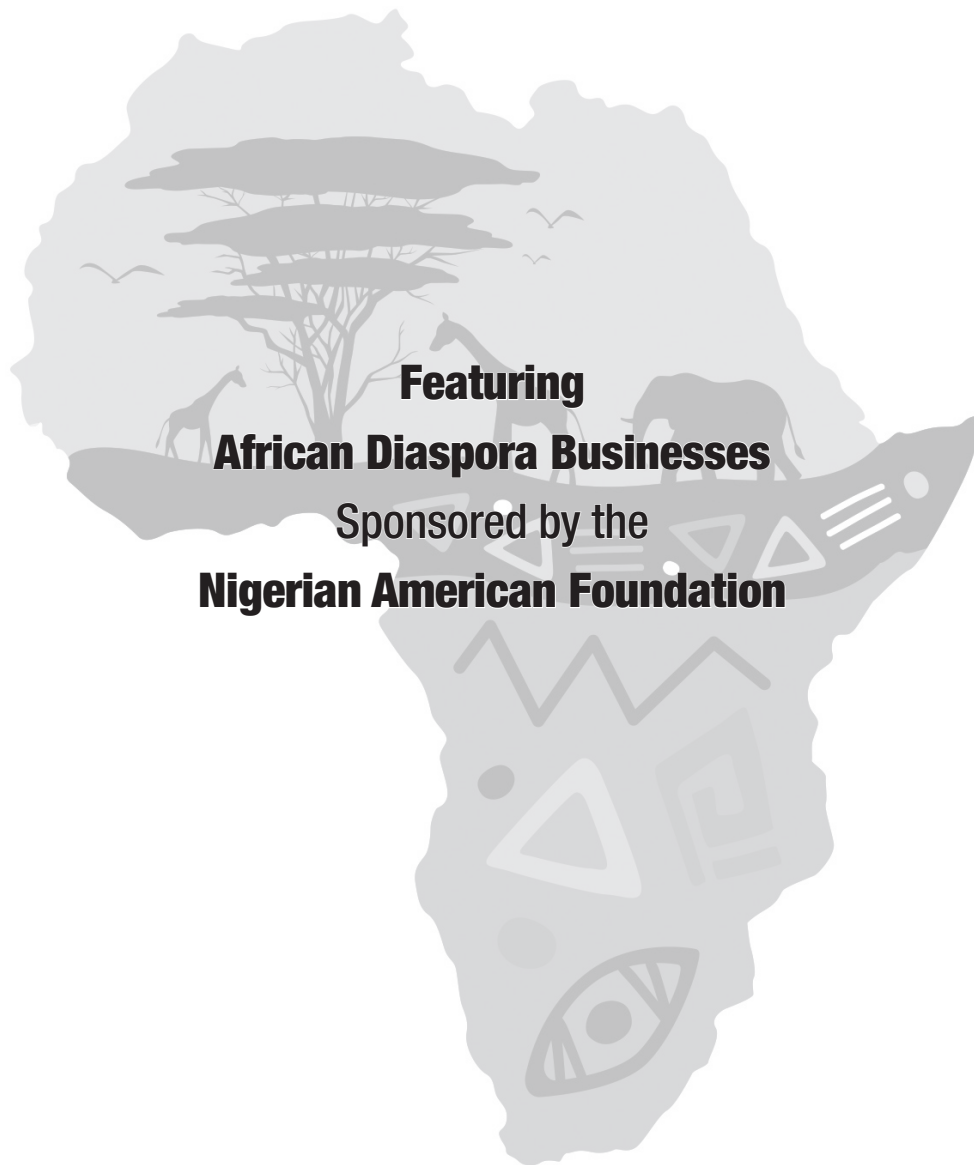 Featuring
African Diaspora Businesses
Sponsored by the
Nigerian American Foundation